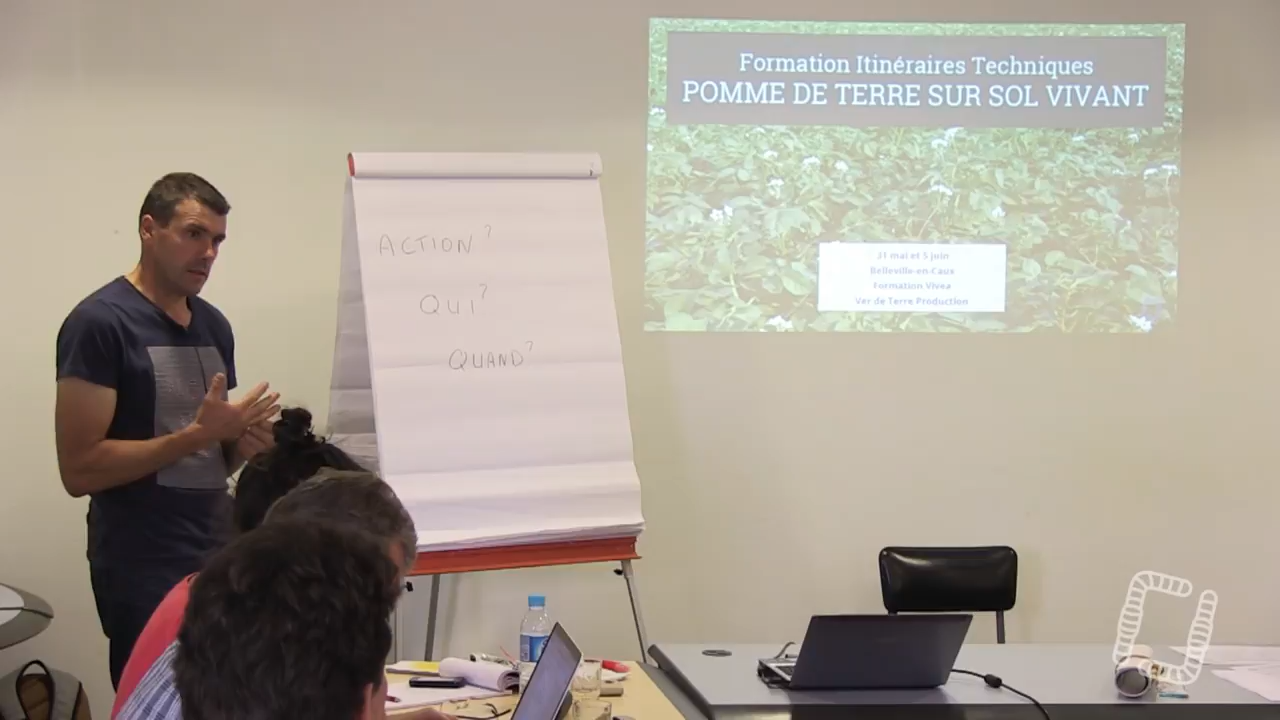 Formation Itinéraires Techniques
POMME DE TERRE SUR SOL VIVANT
31 mai et 5 juin
Belleville-en-Caux
Formation Vivea
Ver de Terre Production
ACTION ?
QUI ?
QUAND ?